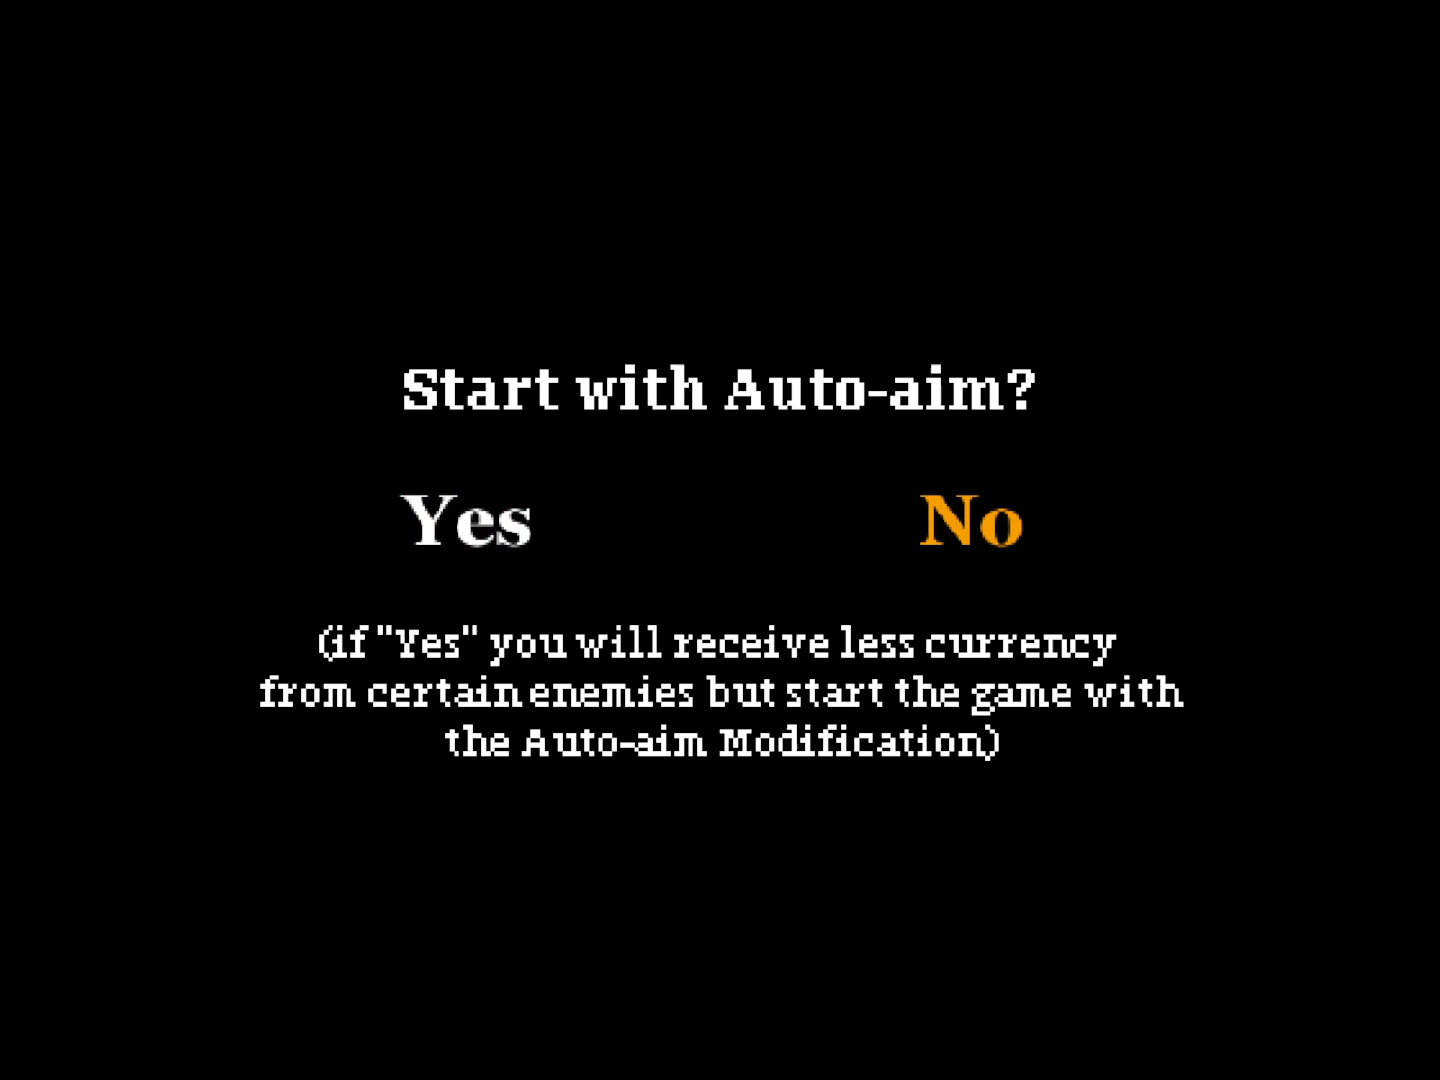 Start with Auto-aim?
Yes No
(if "Yes" you will receive less currency
from certain enemies but start the game with
the Auto-aim Modification)